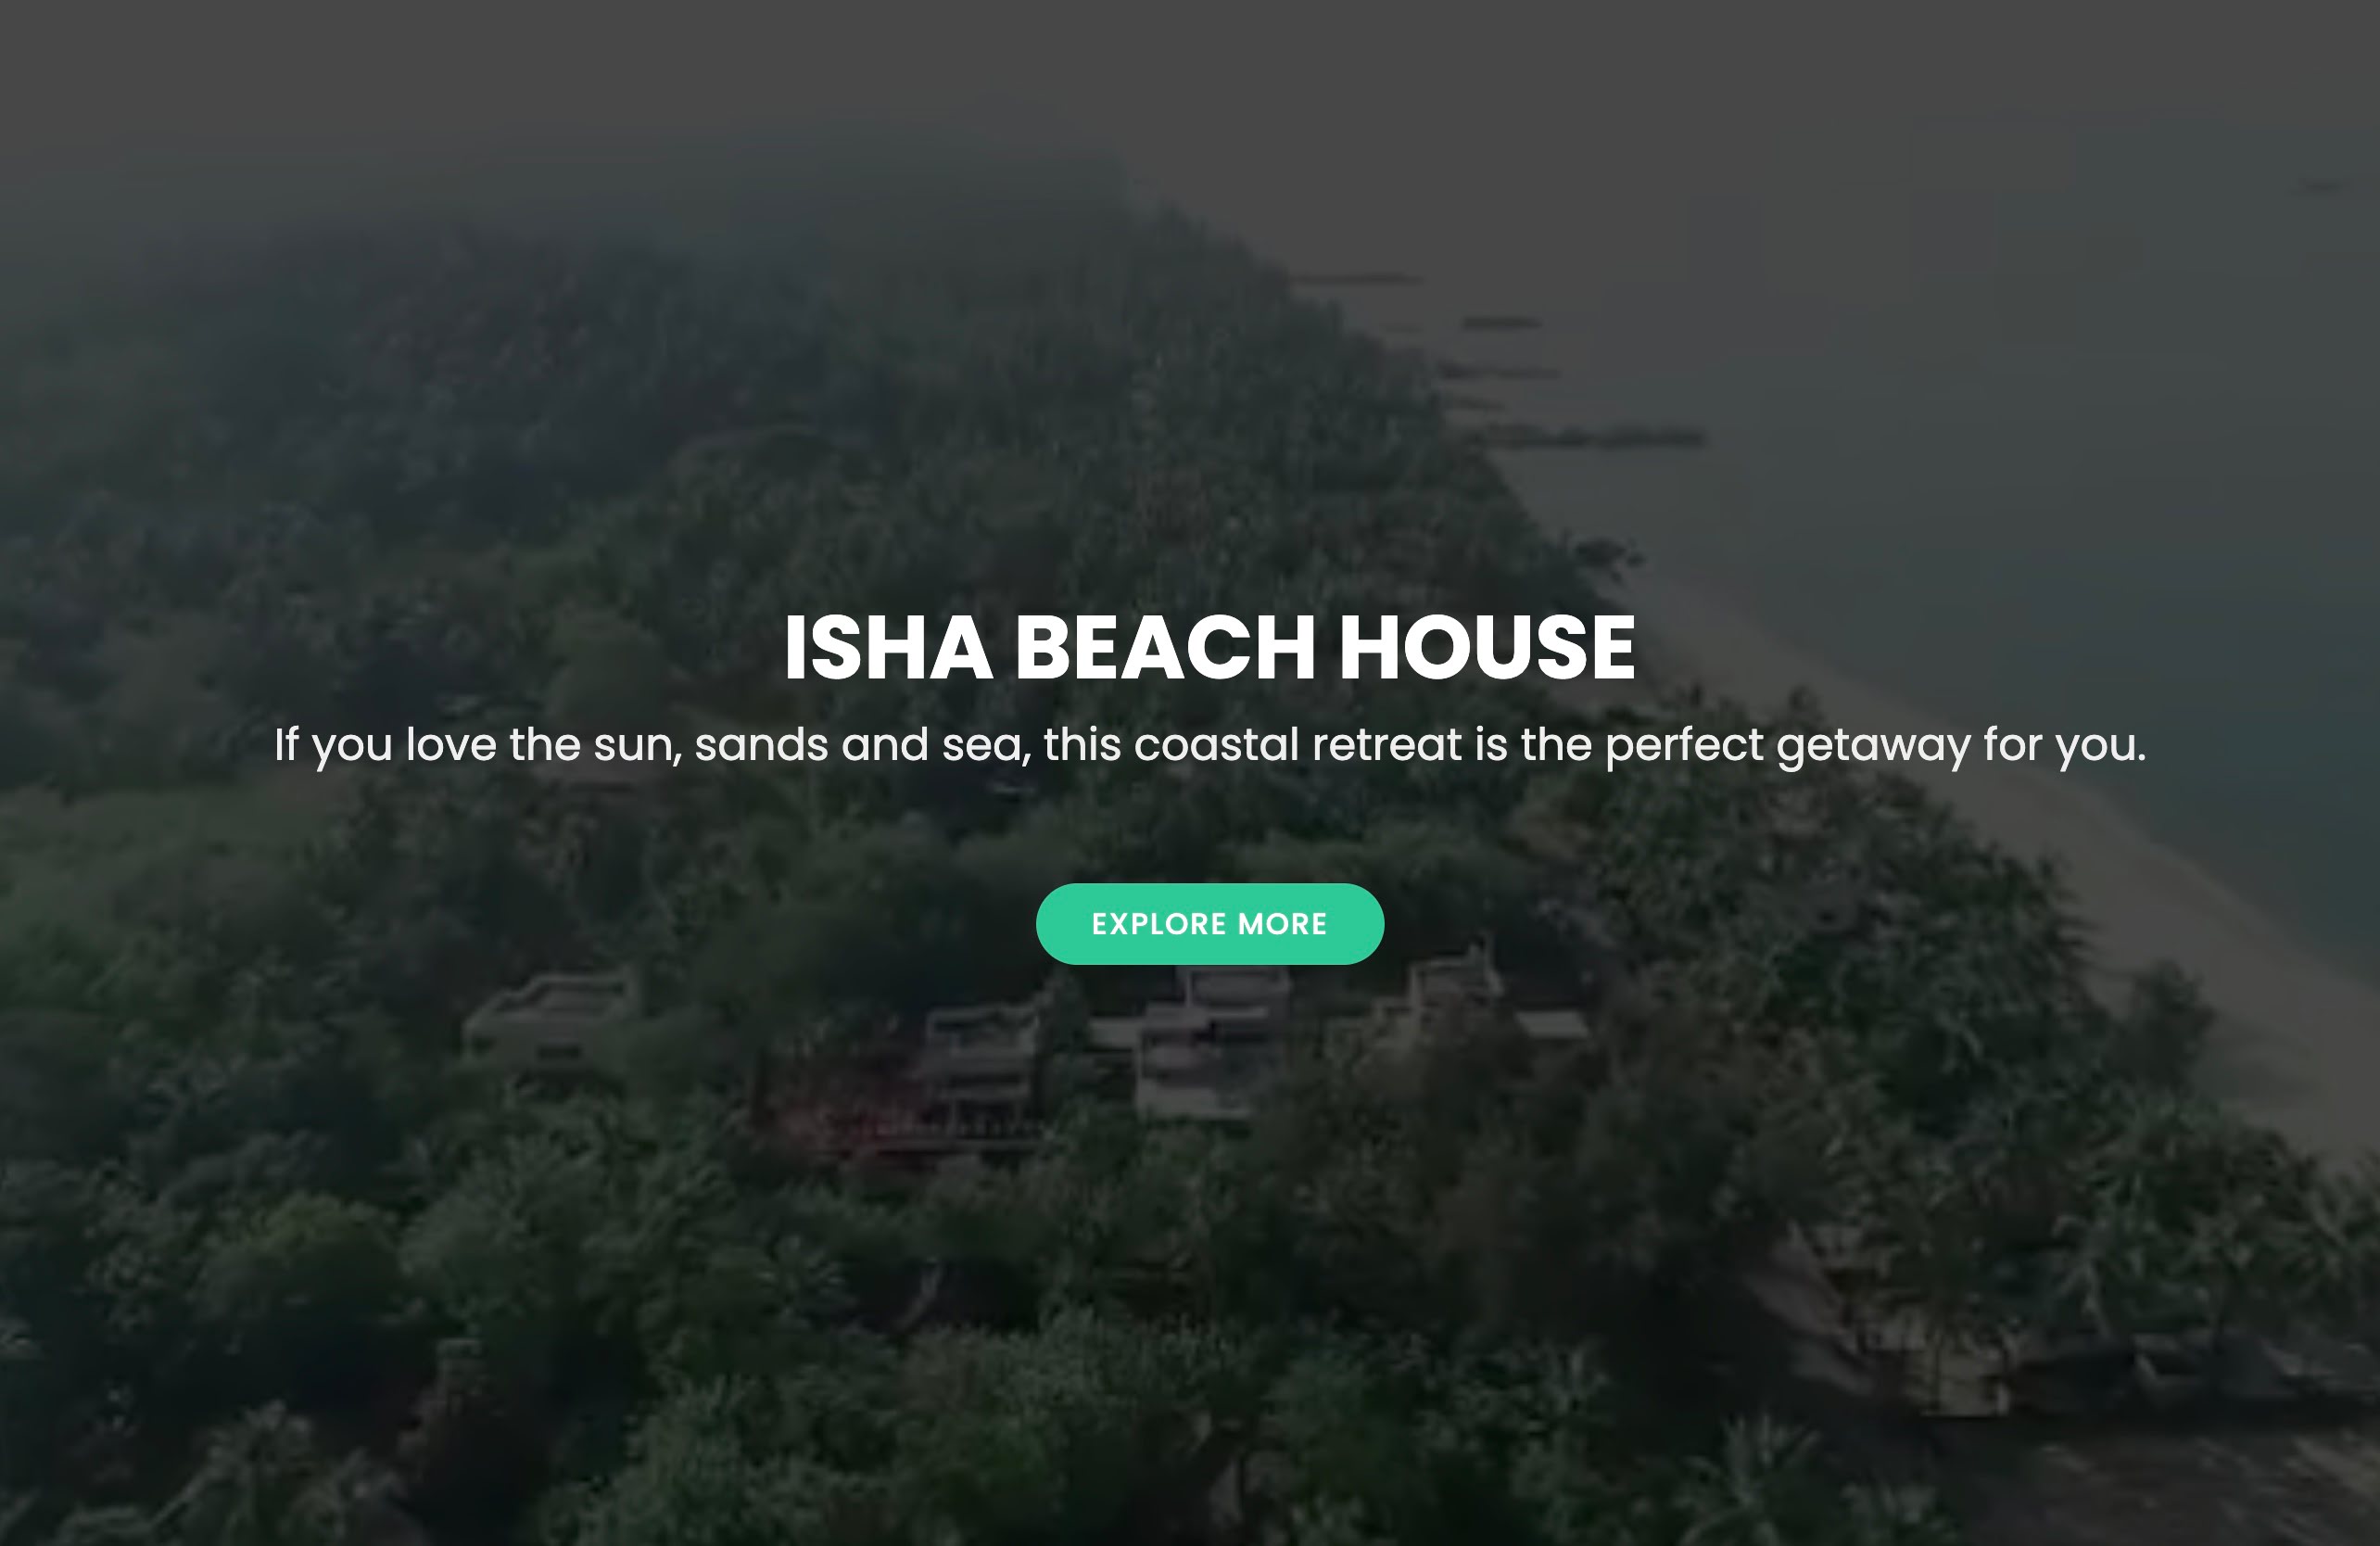 ISHA BEACH HOUSE
If you love the sun, sands and sea, this coastal retreat is the perfect getaway for you.
EXPLORE MORE